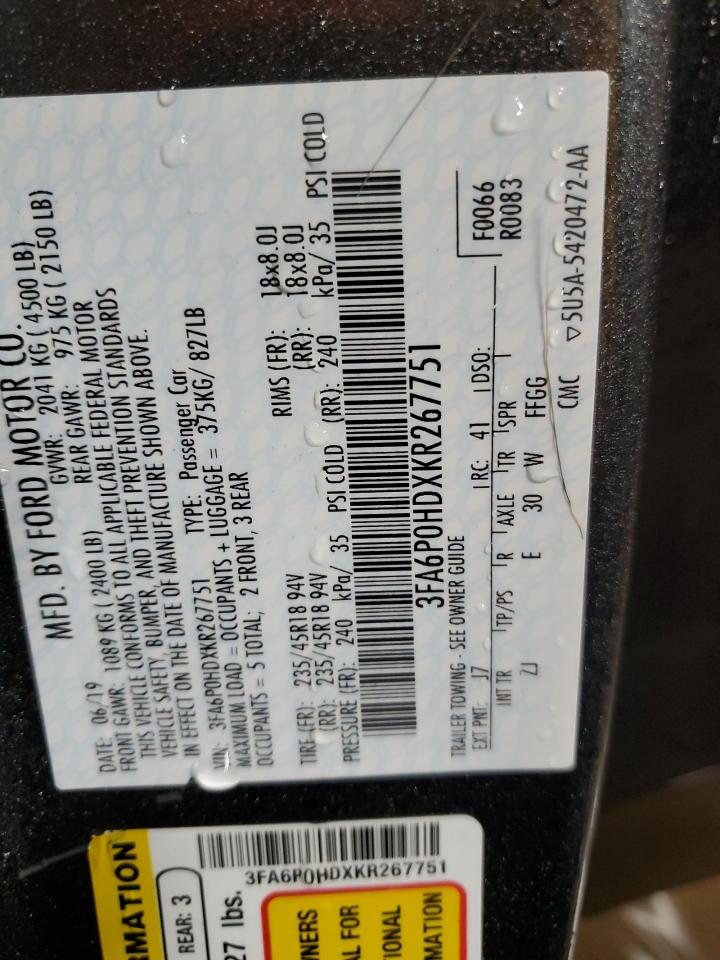 MFD. BY FORD MOTOR CO.
DATE: 06/19 GVWR: 2041 KG ( 4500 LB)
FRONT GAWR: 1089 KG ( 2400 LB) REAR GAWR: 975 KG ( 2150 LB)
THIS VEHICLE CONFORMS TO ALL APPLICABLE FEDERAL MOTOR
VEHICLE SAFETY, BUMPER, AND THEFT PREVENTION STANDARDS
IN EFFECT ON THE DATE OF MANUFACTURE SHOWN ABOVE.
VIN: 3FA6P0HDXKR267751 TYPE: Passenger Car
MAXIMUM LOAD = OCCUPANTS + LUGGAGE = 375KG/ 827LB
OCCUPANTS = 5 TOTAL; 2 FRONT, 3 REAR
TIRE (FR): 235/45R18 94V RIMS (FR): 18x8.0J
(RR): 235/45R18 94V (RR): 18x8.0J
PRESSURE (FR): 240 kPa/ 35 PSI COLD (RR): 240 kPa/ 35 PSI COLD
3FA6P0HDXKR267751
TRAILER TOWING - SEE OWNER GUIDE
F0066
R0083
EXT PNT: J7 RC: 41 DSO:
INT TR TP/PS R AXLE TR SPR
ZJ E 30 W FFGG
CMC ▽5U5A-5420472-AA
RMATION
REAR: 3
27 lbs.
3FA6P0HDXKR267751
WNERS
AL FOR
TIONAL
MATION